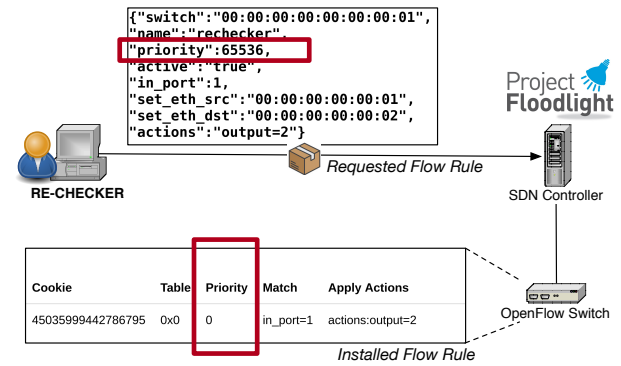 {"switch":"00:00:00:00:00:00:00:01",
"name":"rechecker",
"priority":65536,
"active":"true",
"in_port":1,
"set_eth_src":"00:00:00:00:00:01",
"set_eth_dst":"00:00:00:00:00:02",
"actions":"output=2"}
Project
Floodlight
Requested Flow Rule
RE-CHECKER
SDN Controller
Cookie Table Priority Match Apply Actions
45035999442786795 0x0 0 in_port=1 actions:output=2
OpenFlow Switch
Installed Flow Rule